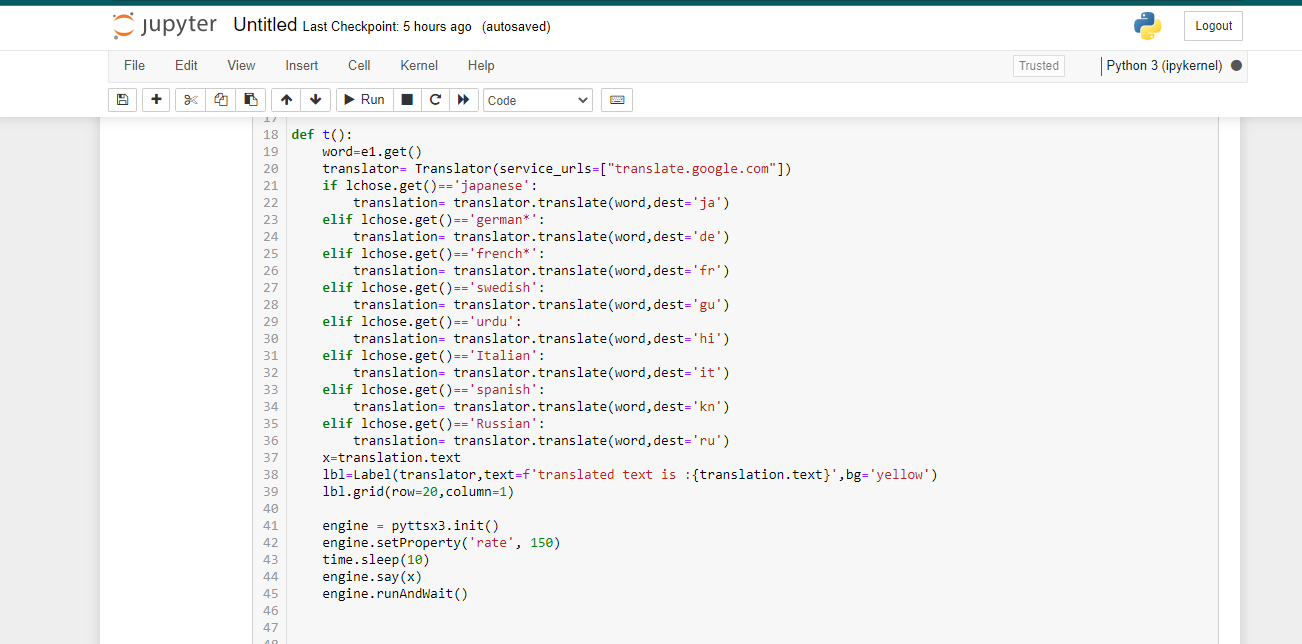 jupyter Untitled Last Checkpoint: 5 hours ago (autosaved) Logout
File Edit View Insert Cell Kernel Help Trusted Python 3 (ipykernel)
Run Code
17
18 def t():
19     word=e1.get()
20     translator= Translator(service_urls=["translate.google.com"])
21     if lchose.get()=='japanese':
22         translation= translator.translate(word,dest='ja')
23     elif lchose.get()=='german*':
24         translation= translator.translate(word,dest='de')
25     elif lchose.get()=='french*':
26         translation= translator.translate(word,dest='fr')
27     elif lchose.get()=='swedish':
28         translation= translator.translate(word,dest='gu')
29     elif lchose.get()=='urdu':
30         translation= translator.translate(word,dest='hi')
31     elif lchose.get()=='Italian':
32         translation= translator.translate(word,dest='it')
33     elif lchose.get()=='spanish':
34         translation= translator.translate(word,dest='kn')
35     elif lchose.get()=='Russian':
36         translation= translator.translate(word,dest='ru')
37     x=translation.text
38     lbl=Label(translator,text=f'translated text is :{translation.text}',bg='yellow')
39     lbl.grid(row=20,column=1)
40
41     engine = pyttsx3.init()
42     engine.setProperty('rate', 150)
43     time.sleep(10)
44     engine.say(x)
45     engine.runAndWait()
46
47
48